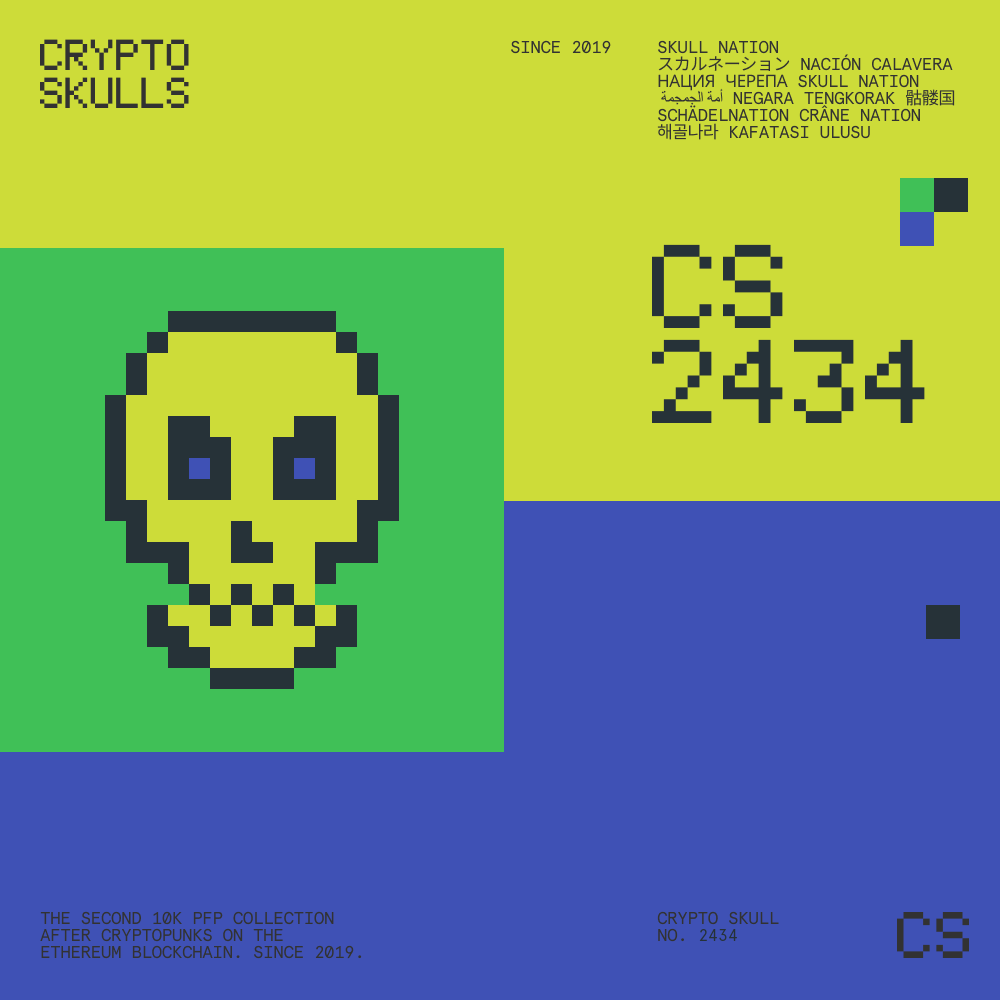 CRYPTO
SKULLS
SINCE 2019
SKULL NATION
スカルネーション NACIÓN CALAVERA
НАЦИЯ ЧЕРЕПА SKULL NATION
أمة الجمجمة NEGARA TENGKORAK 骷髅国
SCHÄDELNATION CRÂNE NATION
해골나라 KAFATASI ULUSU
CS
2434
THE SECOND 10K PFP COLLECTION
AFTER CRYPTOPUNKS ON THE
ETHEREUM BLOCKCHAIN. SINCE 2019.
CRYPTO SKULL
NO. 2434
CS